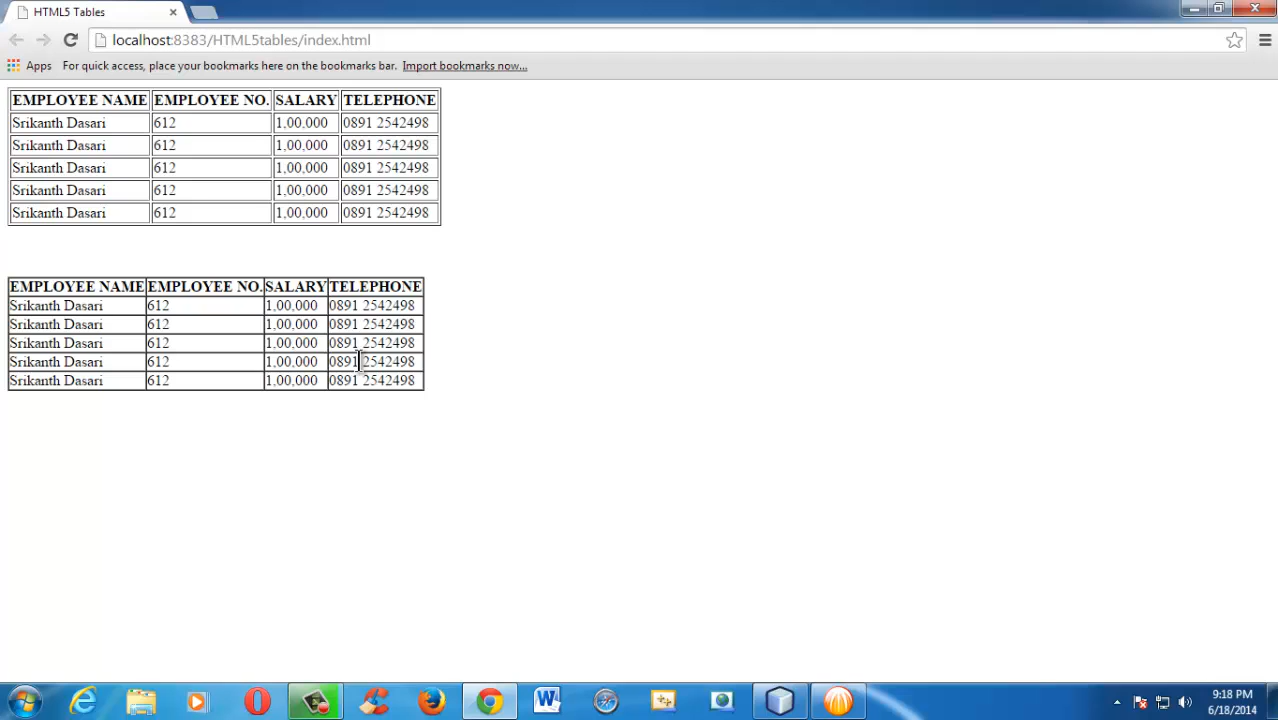 HTML5 Tables
localhost:8383/HTML5tables/index.html
Apps For quick access, place your bookmarks here on the bookmarks bar. Import bookmarks now...
EMPLOYEE NAME EMPLOYEE NO. SALARY TELEPHONE
Srikanth Dasari 612 1,00,000 0891 2542498
Srikanth Dasari 612 1,00,000 0891 2542498
Srikanth Dasari 612 1,00,000 0891 2542498
Srikanth Dasari 612 1,00,000 0891 2542498
Srikanth Dasari 612 1,00,000 0891 2542498
EMPLOYEE NAME EMPLOYEE NO. SALARY TELEPHONE
Srikanth Dasari 612 1,00,000 0891 2542498
Srikanth Dasari 612 1,00,000 0891 2542498
Srikanth Dasari 612 1,00,000 0891 2542498
Srikanth Dasari 612 1,00,000 0891 2542498
Srikanth Dasari 612 1,00,000 0891 2542498
9:18 PM
6/18/2014